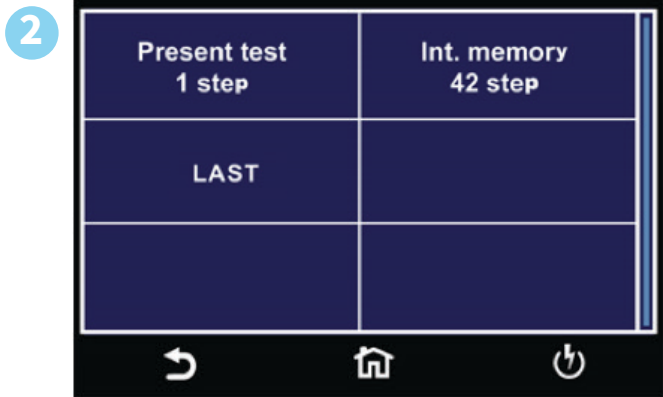 2
Present test
1 step
Int. memory
42 step
LAST